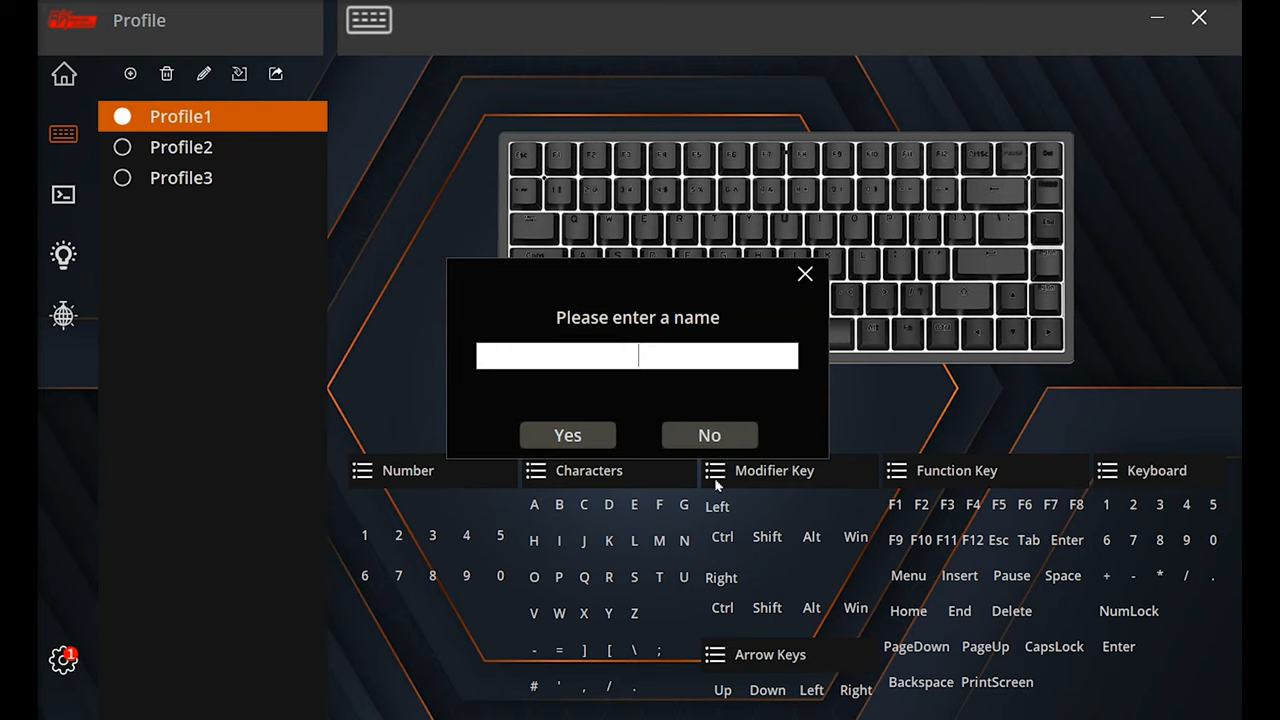 Profile
Profile1
Profile2
Profile3
Please enter a name
Yes No
Number
1 2 3 4 5
6 7 8 9 0
Characters
A B C D E F G
H I J K L M N
O P Q R S T U
V W X Y Z
- = ] [ \ ;
# ' , / .
Modifier Key
Left
Ctrl Shift Alt Win
Right
Ctrl Shift Alt Win
Arrow Keys
Up Down Left Right
Function Key
F1 F2 F3 F4 F5 F6 F7 F8
F9 F10 F11 F12 Esc Tab Enter
Menu Insert Pause Space
Home End Delete
PageDown PageUp CapsLock
Backspace PrintScreen
Keyboard
1 2 3 4 5
6 7 8 9 0
+ - * / .
NumLock
Enter
1